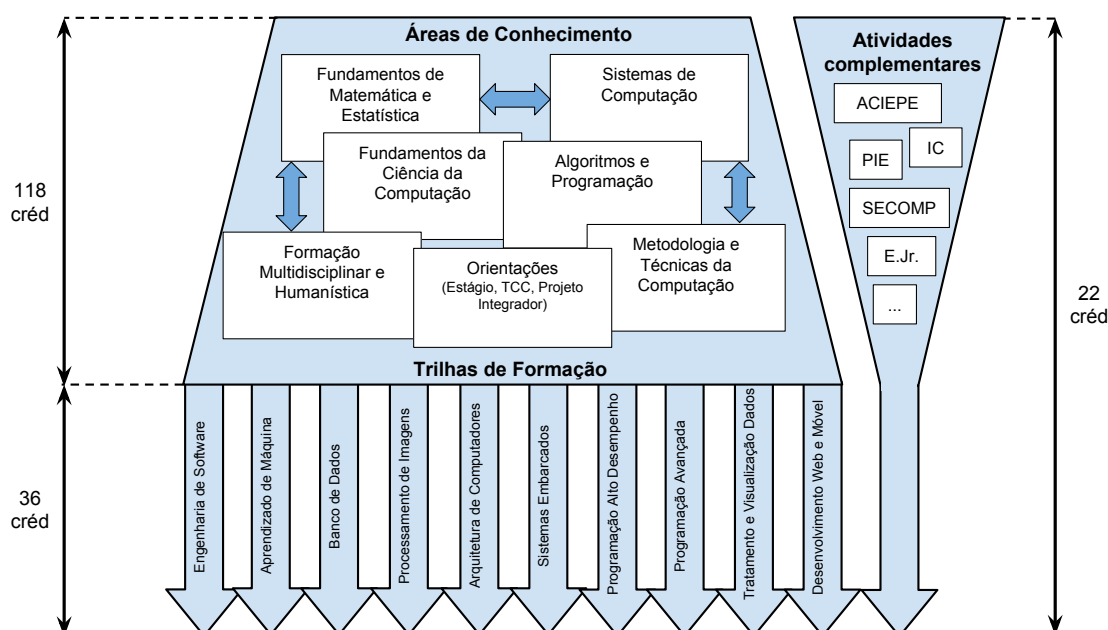 Áreas de Conhecimento
Fundamentos de
Matemática e
Estatística
Sistemas de
Computação
Fundamentos da
Ciência da
Computação
Algoritmos e
Programação
Formação
Multidisciplinar e
Humanística
Orientações
(Estágio, TCC, Projeto
Integrador)
Metodologia e
Técnicas da
Computação
Trilhas de Formação
Atividades
complementares
ACIEPE
PIE
IC
SECOMP
E.Jr.
...
118
créd
36
créd
22
créd
Engenharia de Software
Aprendizado de Máquina
Banco de Dados
Processamento de Imagens
Arquitetura de Computadores
Sistemas Embarcados
Programação Alto Desempenho
Programação Avançada
Tratamento e Visualização Dados
Desenvolvimento Web e Móvel